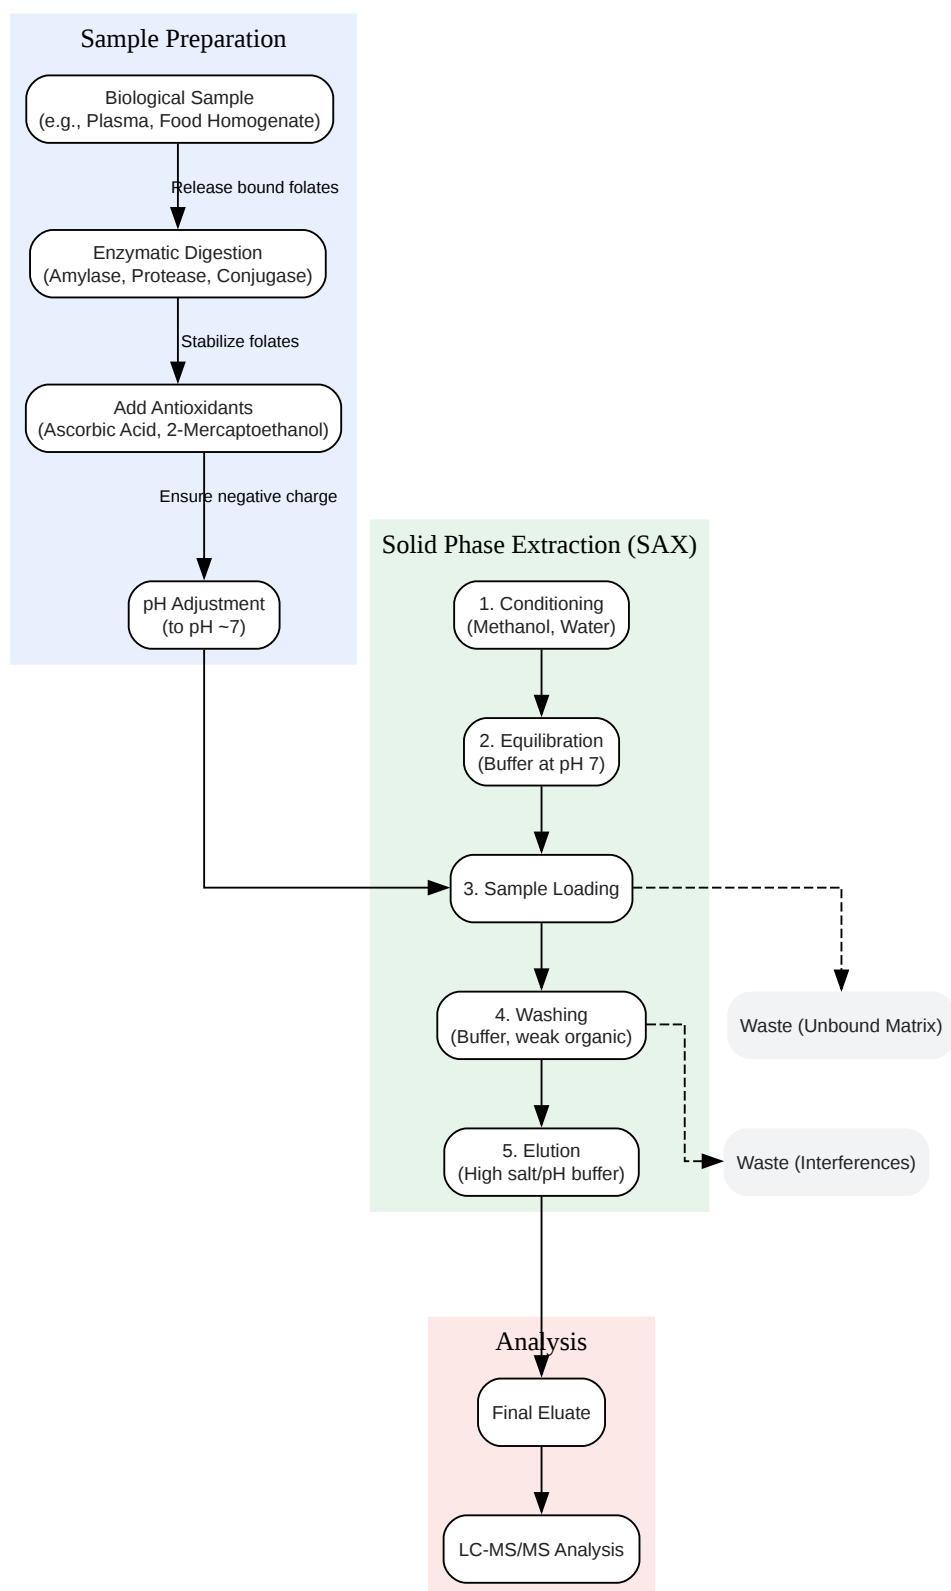 Sample Preparation
Biological Sample
(e.g., Plasma, Food Homogenate)
Release bound folates
Enzymatic Digestion
(Amylase, Protease, Conjugase)
Stabilize folates
Add Antioxidants
(Ascorbic Acid, 2-Mercaptoethanol)
Ensure negative charge
pH Adjustment
(to pH ~7)
Solid Phase Extraction (SAX)
1. Conditioning
(Methanol, Water)
2. Equilibration
(Buffer at pH 7)
3. Sample Loading
4. Washing
(Buffer, weak organic)
Waste (Unbound Matrix)
5. Elution
(High salt/pH buffer)
Waste (Interferences)
Analysis
Final Eluate
LC-MS/MS Analysis